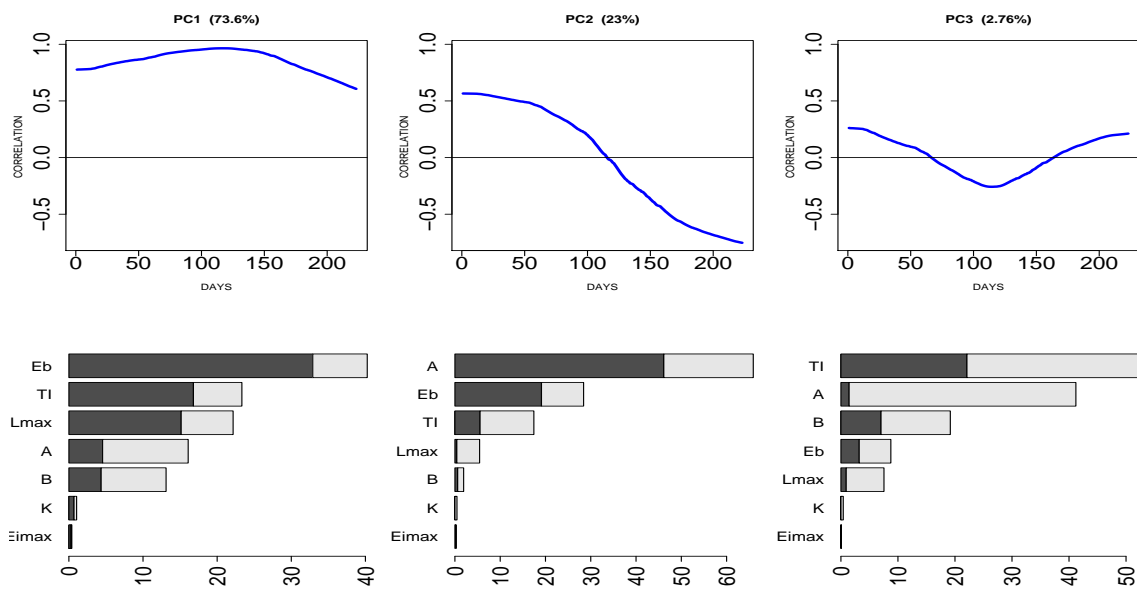 PC1 (73.6%)
PC2 (23%)
PC3 (2.76%)
CORRELATION
1.0
0.5
0.0
−0.5
0 50 100 150 200
DAYS
CORRELATION
1.0
0.5
0.0
−0.5
0 50 100 150 200
DAYS
CORRELATION
1.0
0.5
0.0
−0.5
0 50 100 150 200
DAYS
Eb
TI
Lmax
A
B
K
Eimax
0 10 20 30 40
A
Eb
TI
Lmax
B
K
Eimax
0 10 20 30 40 50 60
TI
A
B
Eb
Lmax
K
Eimax
0 10 20 30 40 50